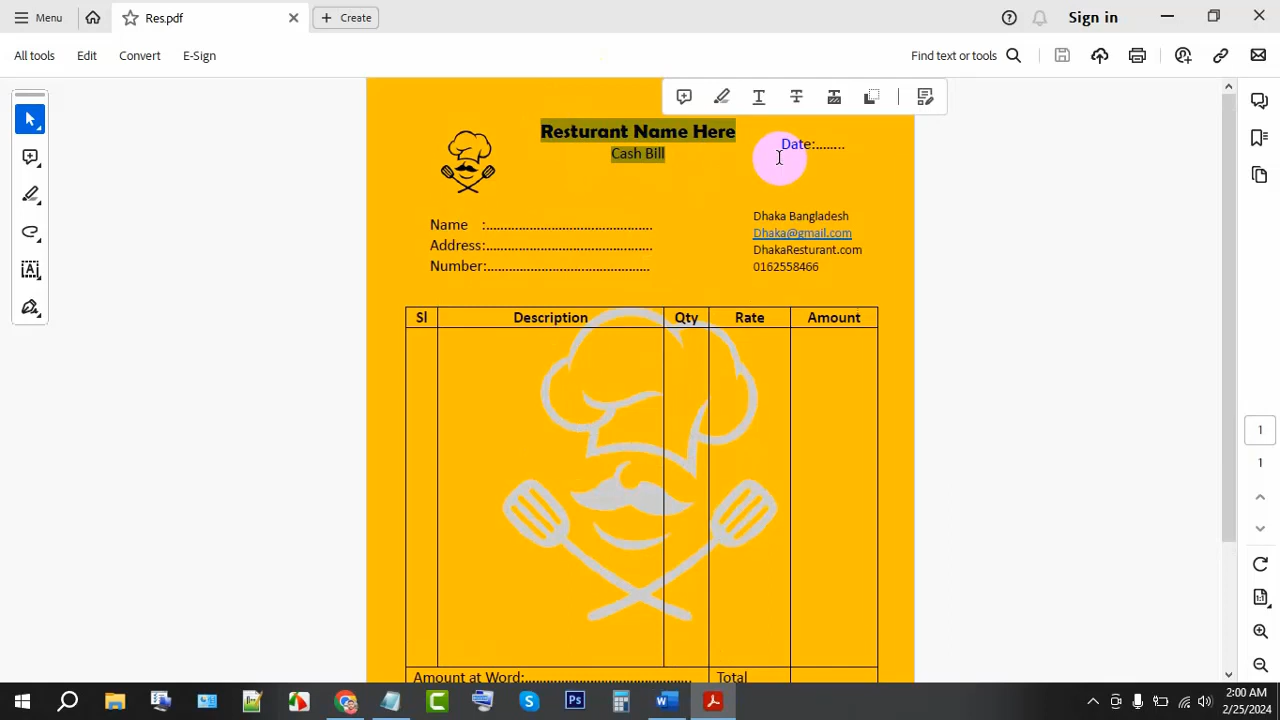 Menu
Res.pdf
Create
Sign in
All tools
Edit
Convert
E-Sign
Find text or tools
Resturant Name Here
Cash Bill
Date:........
Name :..............................................
Address:..............................................
Number:.............................................
Dhaka Bangladesh
Dhaka@gmail.com
DhakaResturant.com
0162558466
Sl Description Qty Rate Amount
Amount at Word:.............................................. Total
1
1
2:00 AM
2/25/2024